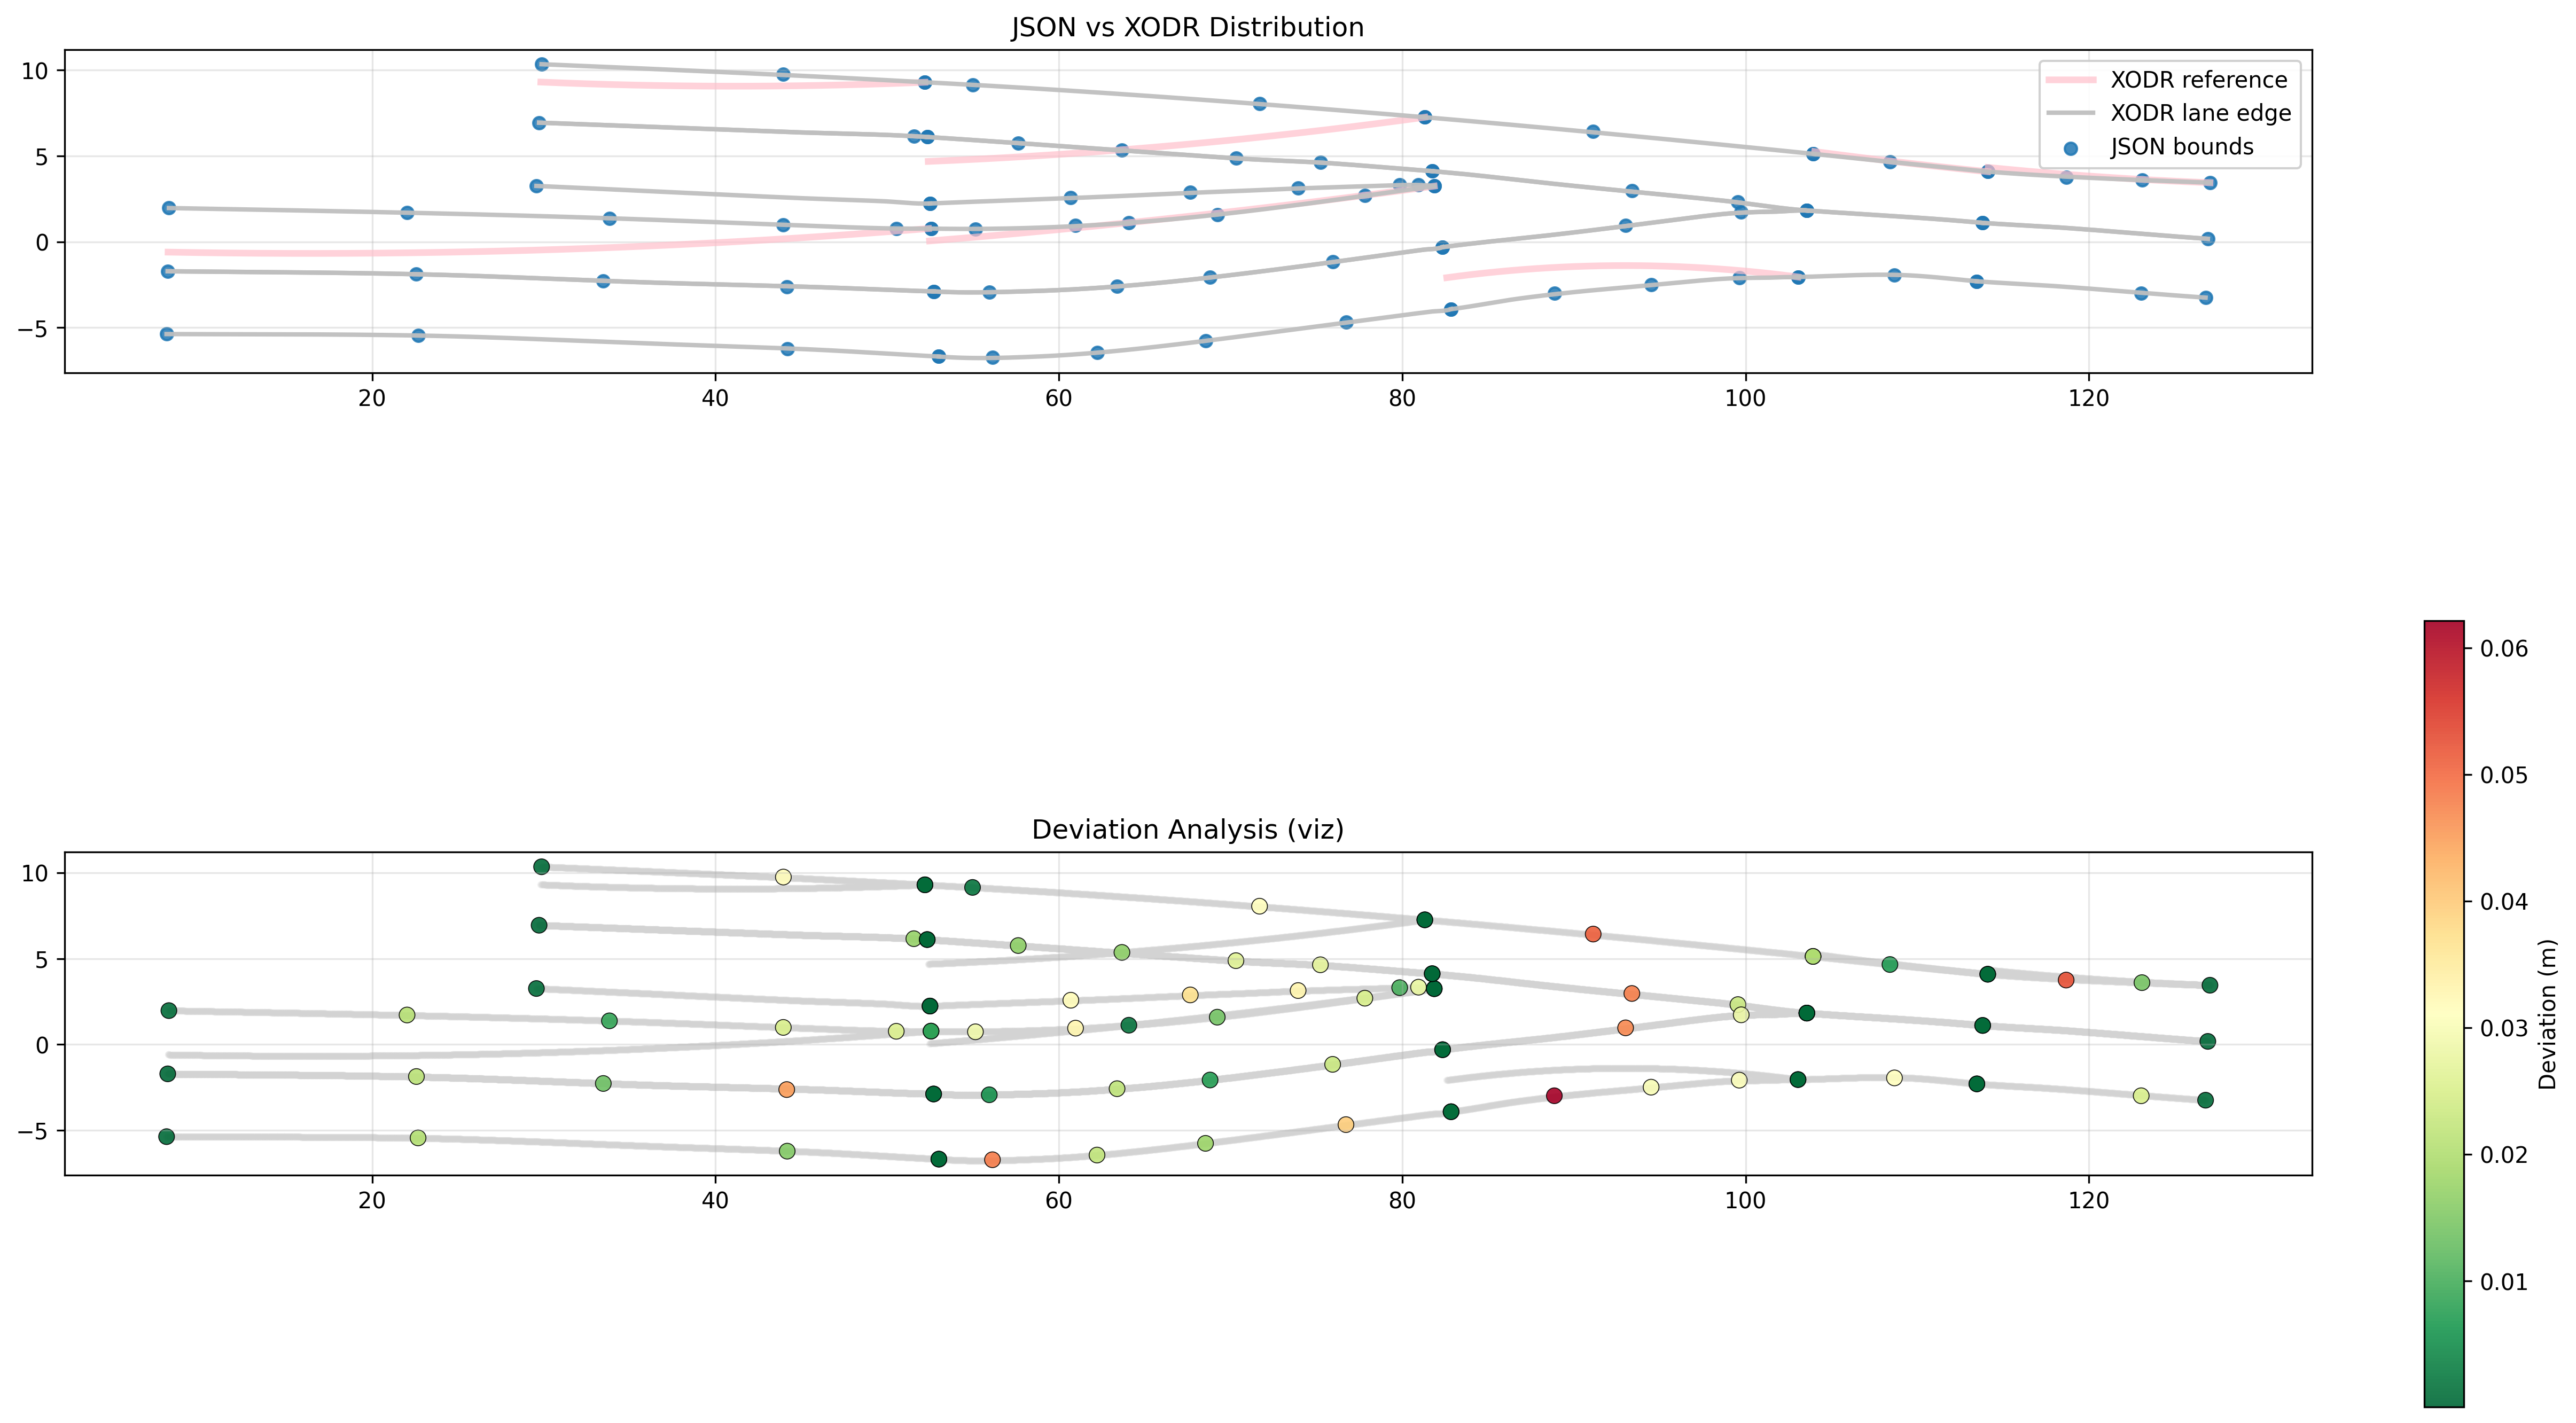 JSON vs XODR Distribution
10
5
0
−5
XODR reference
XODR lane edge
JSON bounds
20 40 60 80 100 120
Deviation Analysis (viz)
10
5
0
−5
20 40 60 80 100 120
0.06
0.05
0.04
0.03
0.02
0.01
Deviation (m)